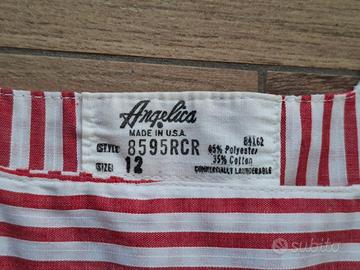 Angelica
MADE IN U.S.A.
(STYLE) 8595RCR
(SIZE) 12
84162
65% Polyester
35% Cotton
COMMERCIALLY LAUNDERABLE
subito